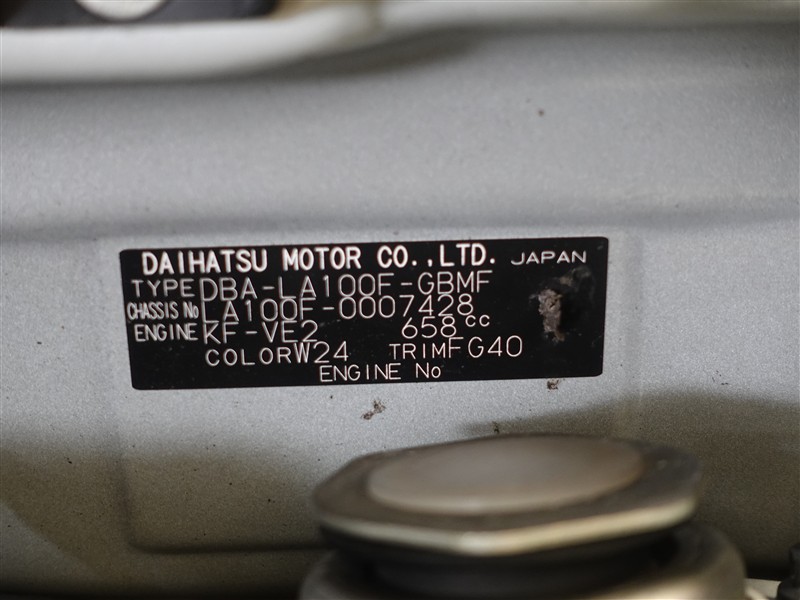 DAIHATSU MOTOR CO.,LTD. JAPAN
TYPE DBA-LA100F-GBMF
CHASSIS No LA100F-0007428
ENGINE KF-VE2 658cc
COLOR W24 TRIM FG40
ENGINE No